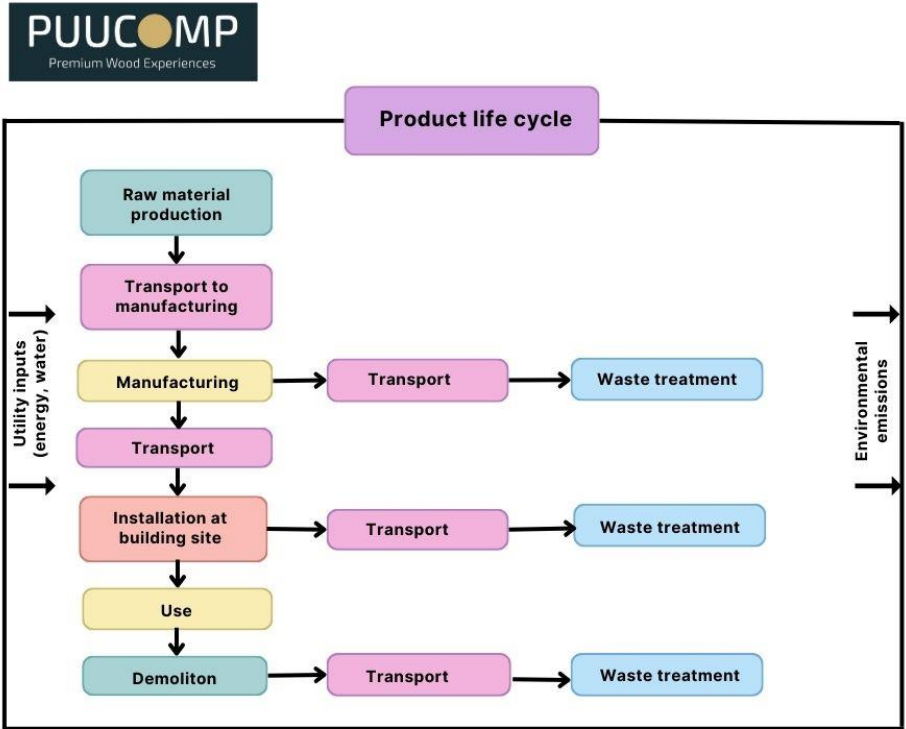 PUUCOMP
Premium Wood Experiences
Product life cycle
Raw material
production
Transport to
manufacturing
Utility inputs
(energy, water)
Environmental
emissions
Manufacturing
Transport
Waste treatment
Transport
Installation at
building site
Transport
Waste treatment
Use
Demoliton
Transport
Waste treatment